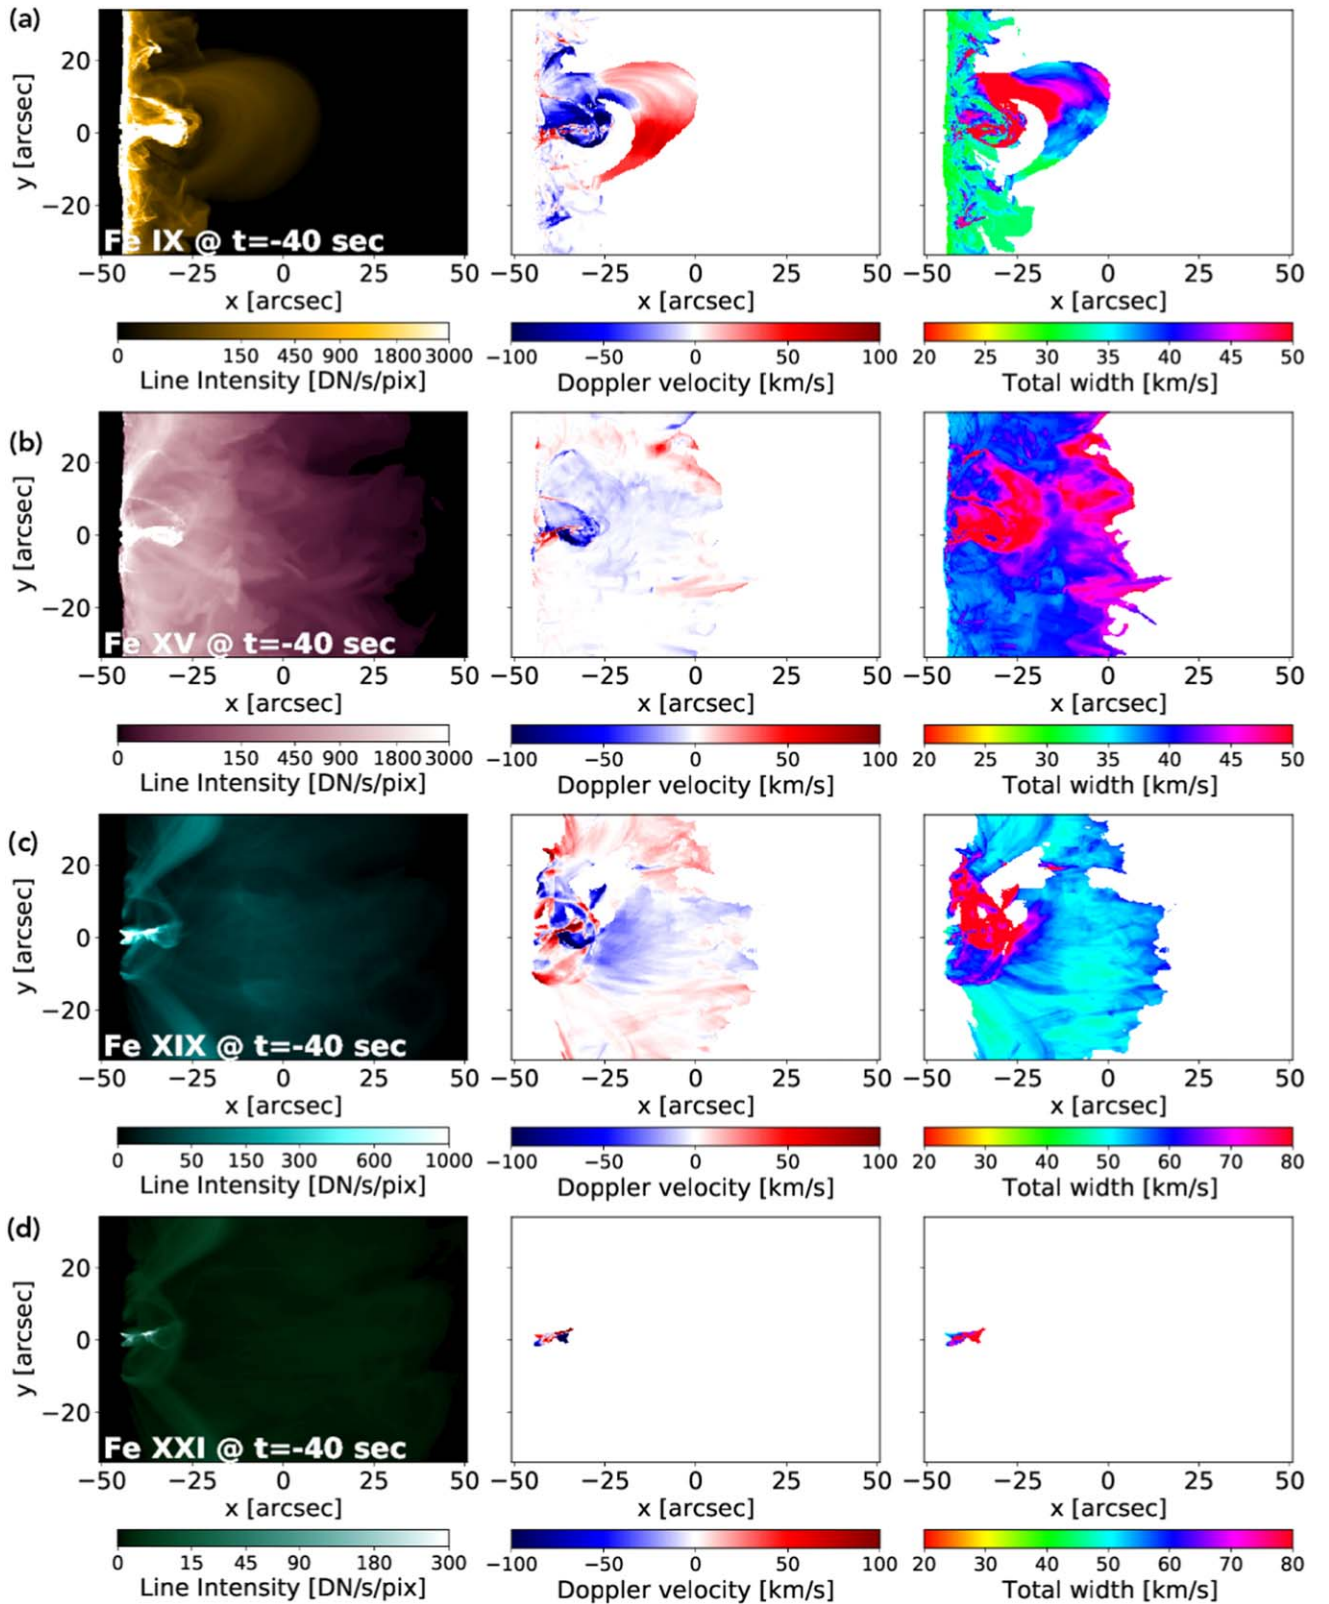 (a)
y [arcsec]
20
0
−20
Fe IX @ t=-40 sec
−50 −25 0 25 50 −50 −25 0 25 50 −50 −25 0 25 50
x [arcsec] x [arcsec] x [arcsec]
0 150 450 900 1800 3000 −100 −50 0 50 100 20 25 30 35 40 45 50
Line Intensity [DN/s/pix] Doppler velocity [km/s] Total width [km/s]
(b)
y [arcsec]
20
0
−20
Fe XV @ t=-40 sec
−50 −25 0 25 50 −50 −25 0 25 50 −50 −25 0 25 50
x [arcsec] x [arcsec] x [arcsec]
0 150 450 900 1800 3000 −100 −50 0 50 100 20 25 30 35 40 45 50
Line Intensity [DN/s/pix] Doppler velocity [km/s] Total width [km/s]
(c)
y [arcsec]
20
0
−20
Fe XIX @ t=-40 sec
−50 −25 0 25 50 −50 −25 0 25 50 −50 −25 0 25 50
x [arcsec] x [arcsec] x [arcsec]
0 50 150 300 600 1000 −100 −50 0 50 100 20 30 40 50 60 70 80
Line Intensity [DN/s/pix] Doppler velocity [km/s] Total width [km/s]
(d)
y [arcsec]
20
0
−20
Fe XXI @ t=-40 sec
−50 −25 0 25 50 −50 −25 0 25 50 −50 −25 0 25 50
x [arcsec] x [arcsec] x [arcsec]
0 15 45 90 180 300 −100 −50 0 50 100 20 30 40 50 60 70 80
Line Intensity [DN/s/pix] Doppler velocity [km/s] Total width [km/s]